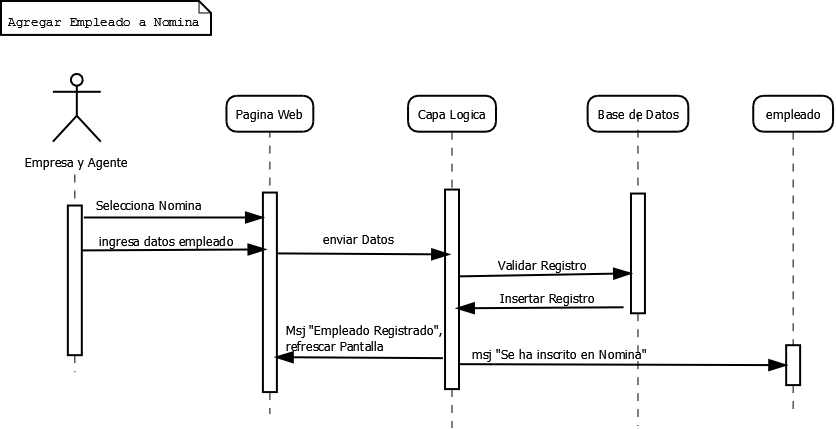 Agregar Empleado a Nomina
Empresa y Agente
Pagina Web
Capa Logica
Base de Datos
empleado
Selecciona Nomina
ingresa datos empleado
enviar Datos
Validar Registro
Insertar Registro
Msj "Empleado Registrado",
refrescar Pantalla
msj "Se ha inscrito en Nomina"